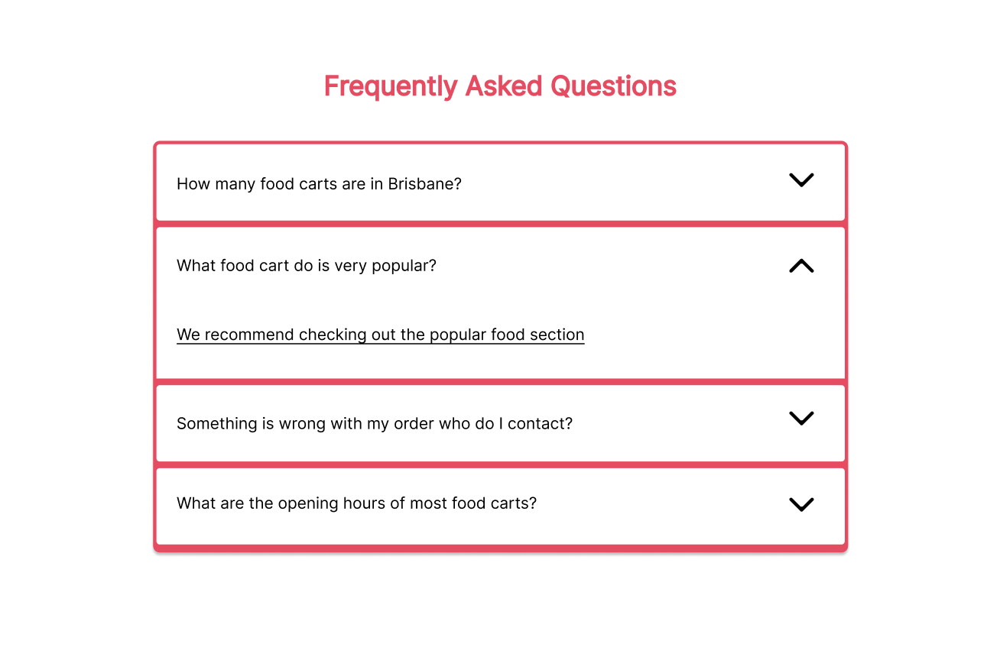 Frequently Asked Questions
How many food carts are in Brisbane?
What food cart do is very popular?
We recommend checking out the popular food section
Something is wrong with my order who do I contact?
What are the opening hours of most food carts?